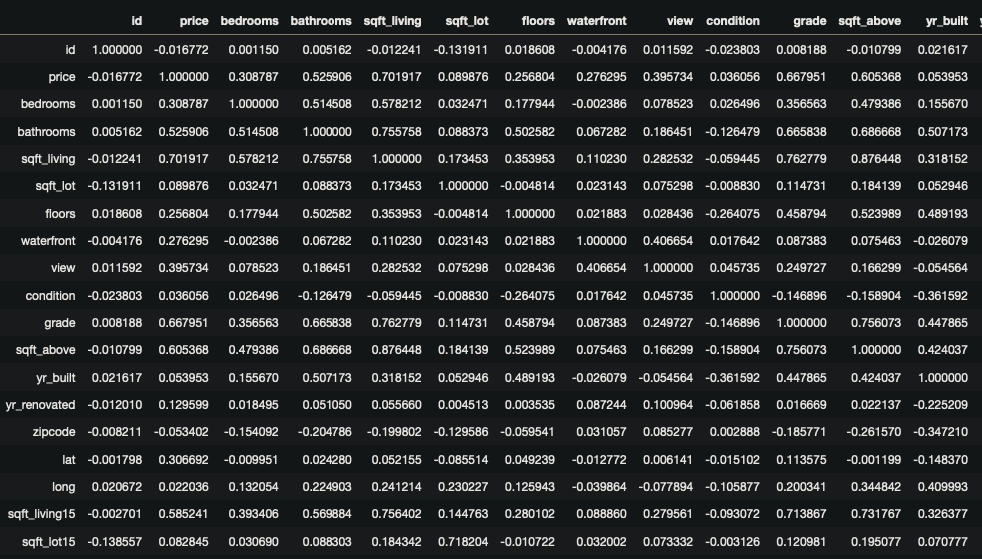 id price bedrooms bathrooms sqft_living sqft_lot floors waterfront view condition grade sqft_above yr_built
id 1.000000 -0.016772 0.001150 0.005162 -0.012241 -0.131911 0.018608 -0.004176 0.011592 -0.023803 0.008188 -0.010799 0.021617
price -0.016772 1.000000 0.308787 0.525906 0.701917 0.089876 0.256804 0.276295 0.395734 0.036056 0.667951 0.605368 0.053953
bedrooms 0.001150 0.308787 1.000000 0.514508 0.578212 0.032471 0.177944 -0.002386 0.078523 0.026496 0.356563 0.479386 0.155670
bathrooms 0.005162 0.525906 0.514508 1.000000 0.755758 0.088373 0.502582 0.067282 0.186451 -0.126479 0.665838 0.686668 0.507173
sqft_living -0.012241 0.701917 0.578212 0.755758 1.000000 0.173453 0.353953 0.110230 0.282532 -0.059445 0.762779 0.876448 0.318152
sqft_lot -0.131911 0.089876 0.032471 0.088373 0.173453 1.000000 -0.004814 0.023143 0.075298 -0.008830 0.114731 0.184139 0.052946
floors 0.018608 0.256804 0.177944 0.502582 0.353953 -0.004814 1.000000 0.021883 0.028436 -0.264075 0.458794 0.523989 0.489193
waterfront -0.004176 0.276295 -0.002386 0.067282 0.110230 0.023143 0.021883 1.000000 0.406654 0.017642 0.087383 0.075463 -0.026079
view 0.011592 0.395734 0.078523 0.186451 0.282532 0.075298 0.028436 0.406654 1.000000 0.045735 0.249727 0.166299 -0.054564
condition -0.023803 0.036056 0.026496 -0.126479 -0.059445 -0.008830 -0.264075 0.017642 0.045735 1.000000 -0.146896 -0.158904 -0.361592
grade 0.008188 0.667951 0.356563 0.665838 0.762779 0.114731 0.458794 0.087383 0.249727 -0.146896 1.000000 0.756073 0.447865
sqft_above -0.010799 0.605368 0.479386 0.686668 0.876448 0.184139 0.523989 0.075463 0.166299 -0.158904 0.756073 1.000000 0.424037
yr_built 0.021617 0.053953 0.155670 0.507173 0.318152 0.052946 0.489193 -0.026079 -0.054564 -0.361592 0.447865 0.424037 1.000000
yr_renovated -0.012010 0.129599 0.018495 0.051050 0.055660 0.004513 0.003535 0.087244 0.100964 -0.061858 0.016669 0.022137 -0.225209
zipcode -0.008211 -0.053402 -0.154092 -0.204786 -0.199802 -0.129586 -0.059541 0.031057 0.085277 0.002888 -0.185771 -0.261570 -0.347210
lat -0.001798 0.306692 -0.009951 0.024280 0.052155 -0.085514 0.049239 -0.012772 0.006141 -0.015102 0.113575 -0.001199 -0.148370
long 0.020672 0.022036 0.132054 0.224903 0.241214 0.230227 0.125943 -0.039864 -0.077894 -0.105877 0.200341 0.344842 0.409993
sqft_living15 -0.002701 0.585241 0.393406 0.569884 0.756402 0.144763 0.280102 0.088860 0.279561 -0.093072 0.713867 0.731767 0.326377
sqft_lot15 -0.138557 0.082845 0.030690 0.088303 0.184342 0.718204 -0.010722 0.032002 0.073332 -0.003126 0.120981 0.195077 0.070777